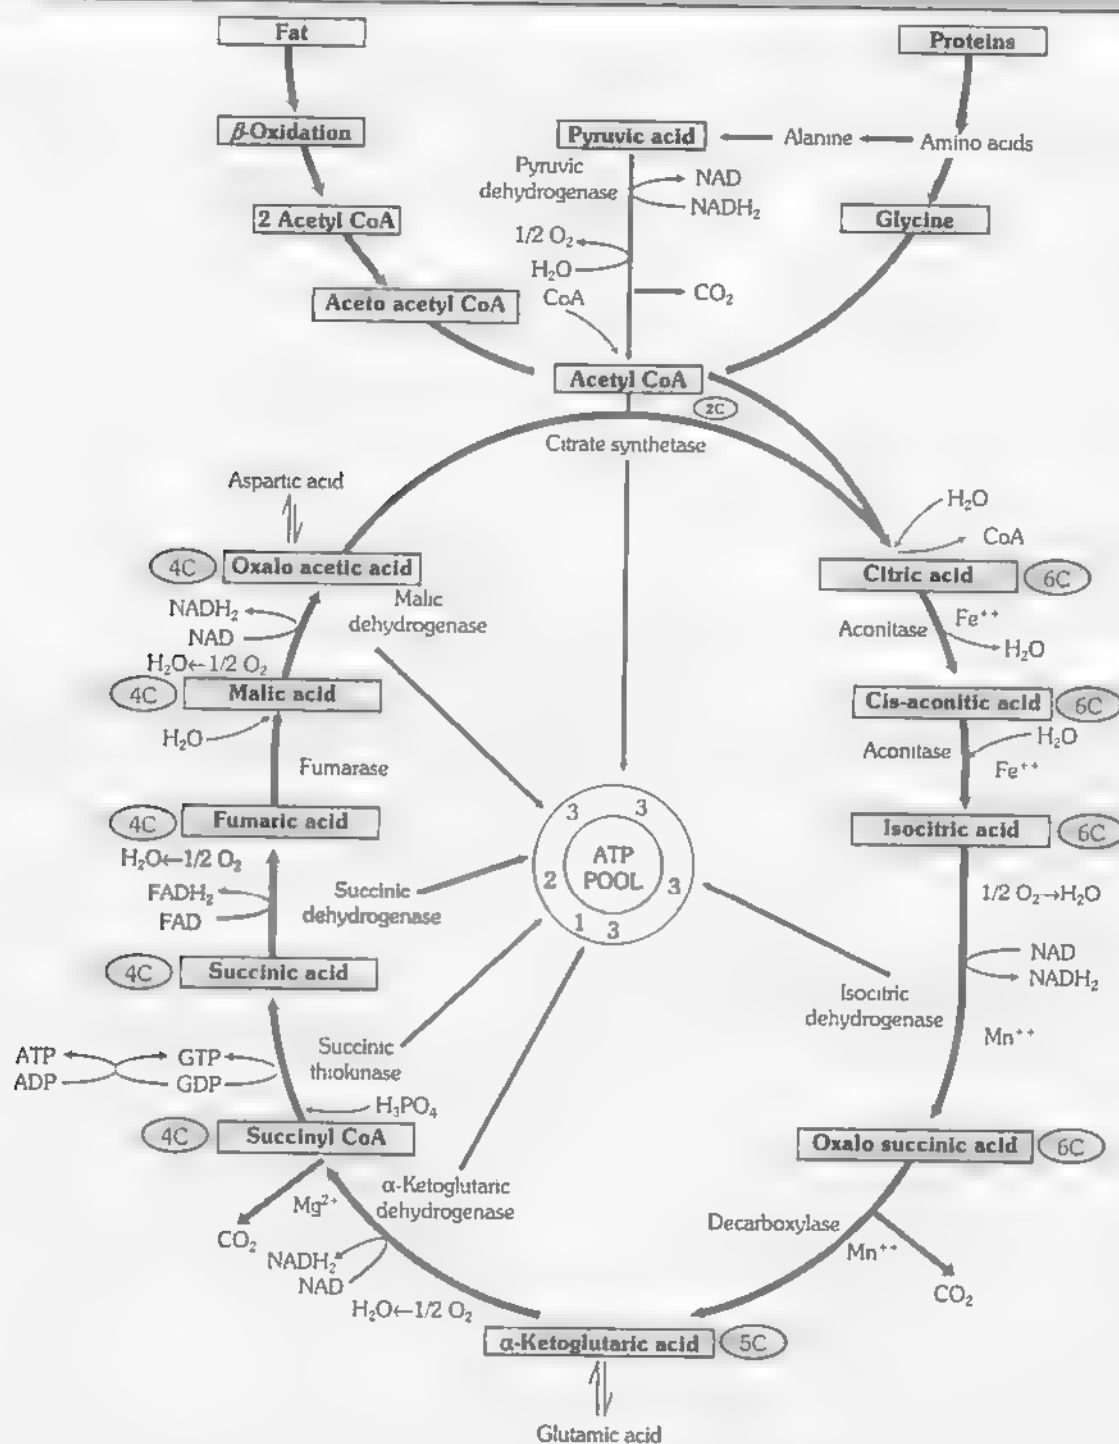 Fat
Proteins
β-Oxidation
Pyruvic acid
Alanine
Amino acids
Pyruvic
dehydrogenase
NAD
NADH₂
2 Acetyl CoA
Glycine
1/2 O₂
H₂O
CoA
CO₂
Aceto acetyl CoA
Acetyl CoA
2C
Citrate synthetase
Aspartic acid
H₂O
CoA
4C
Oxalo acetic acid
Citric acid
6C
NADH₂
NAD
H₂O←1/2 O₂
Malic
dehydrogenase
Aconitase
Fe⁺⁺
H₂O
4C
Malic acid
Cis-aconitic acid
6C
H₂O
Fumarase
Aconitase
H₂O
Fe⁺⁺
4C
Fumaric acid
3
3
ATP
POOL
2
3
1
3
Isocitric acid
6C
H₂O←1/2 O₂
FADH₂
FAD
Succinic
dehydrogenase
1/2 O₂→H₂O
NAD
NADH₂
4C
Succinic acid
Isocitric
dehydrogenase
Mn⁺⁺
ATP
ADP
GTP
GDP
Succinic
thiokinase
H₃PO₄
4C
Succinyl CoA
Oxalo succinic acid
6C
Mg²⁺
CO₂
α-Ketoglutaric
dehydrogenase
Decarboxylase
Mn⁺⁺
CO₂
NADH₂
NAD
H₂O←1/2 O₂
α-Ketoglutaric acid
5C
Glutamic acid